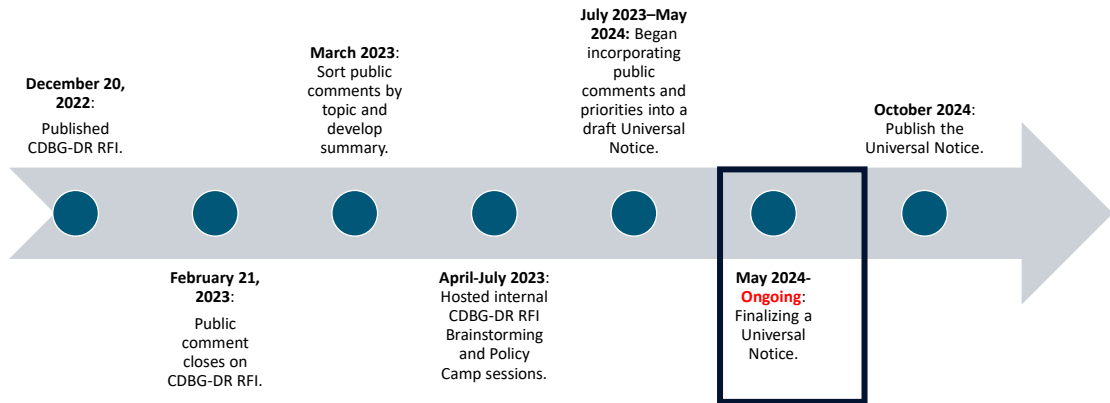 December 20,
2022:
Published
CDBG-DR RFI.
February 21,
2023:
Public
comment
closes on
CDBG-DR RFI.
March 2023:
Sort public
comments by
topic and
develop
summary.
April-July 2023:
Hosted internal
CDBG-DR RFI
Brainstorming
and Policy
Camp sessions.
July 2023–May
2024: Began
incorporating
public
comments and
priorities into a
draft Universal
Notice.
May 2024-
Ongoing:
Finalizing a
Universal
Notice.
October 2024:
Publish the
Universal Notice.